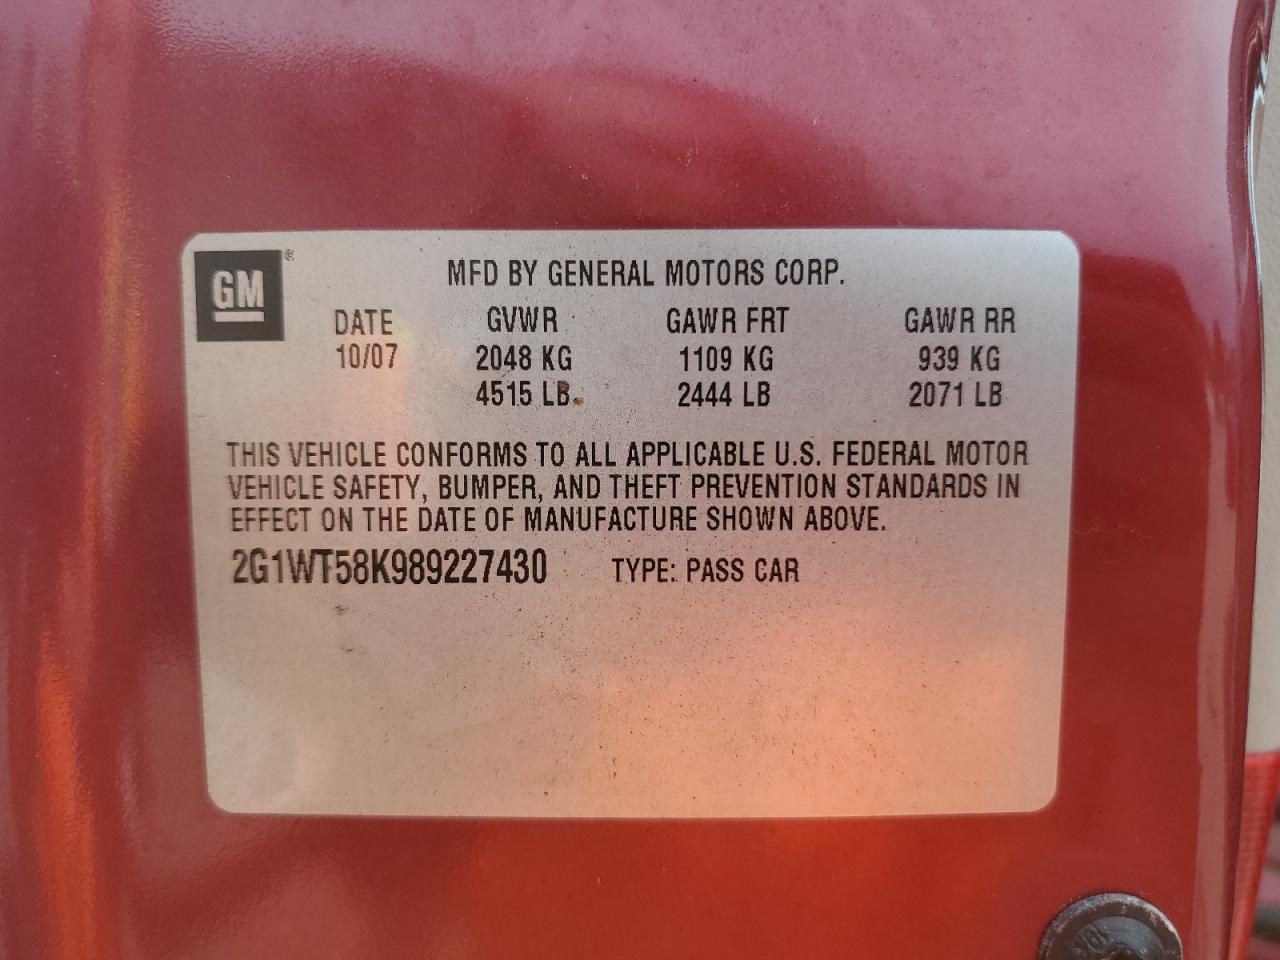 GM ®
MFD BY GENERAL MOTORS CORP.
DATE GVWR GAWR FRT GAWR RR
10/07 2048 KG 1109 KG 939 KG
4515 LB 2444 LB 2071 LB
THIS VEHICLE CONFORMS TO ALL APPLICABLE U.S. FEDERAL MOTOR
VEHICLE SAFETY, BUMPER, AND THEFT PREVENTION STANDARDS IN
EFFECT ON THE DATE OF MANUFACTURE SHOWN ABOVE.
2G1WT58K989227430 TYPE: PASS CAR